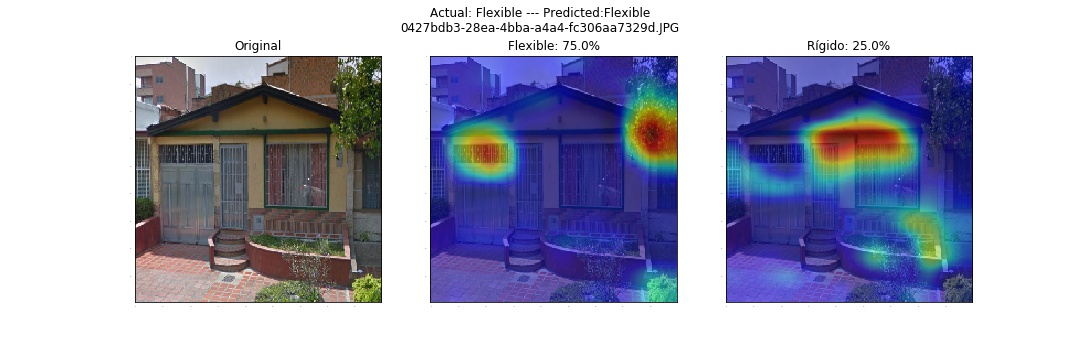 Actual: Flexible --- Predicted:Flexible
0427bdb3-28ea-4bba-a4a4-fc306aa7329d.JPG
Original
Flexible: 75.0%
Rígido: 25.0%